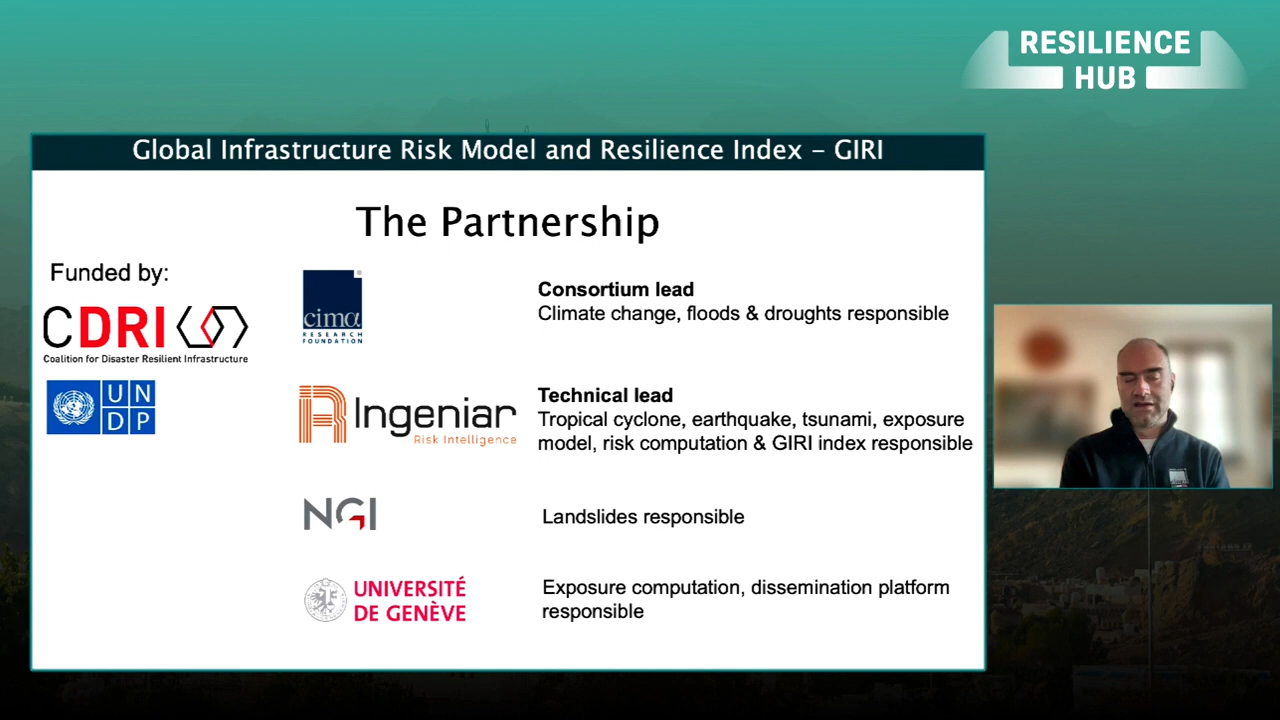 RESILIENCE
HUB
Global Infrastructure Risk Model and Resilience Index – GIRI
The Partnership
Funded by:
CDRI
Coalition for Disaster Resilient Infrastructure
UN
DP
cima
RESEARCH
FOUNDATION
Consortium lead
Climate change, floods & droughts responsible
Ingeniar
Risk Intelligence
Technical lead
Tropical cyclone, earthquake, tsunami, exposure
model, risk computation & GIRI index responsible
NGI
Landslides responsible
UNIVERSITÉ
DE GENÈVE
Exposure computation, dissemination platform
responsible